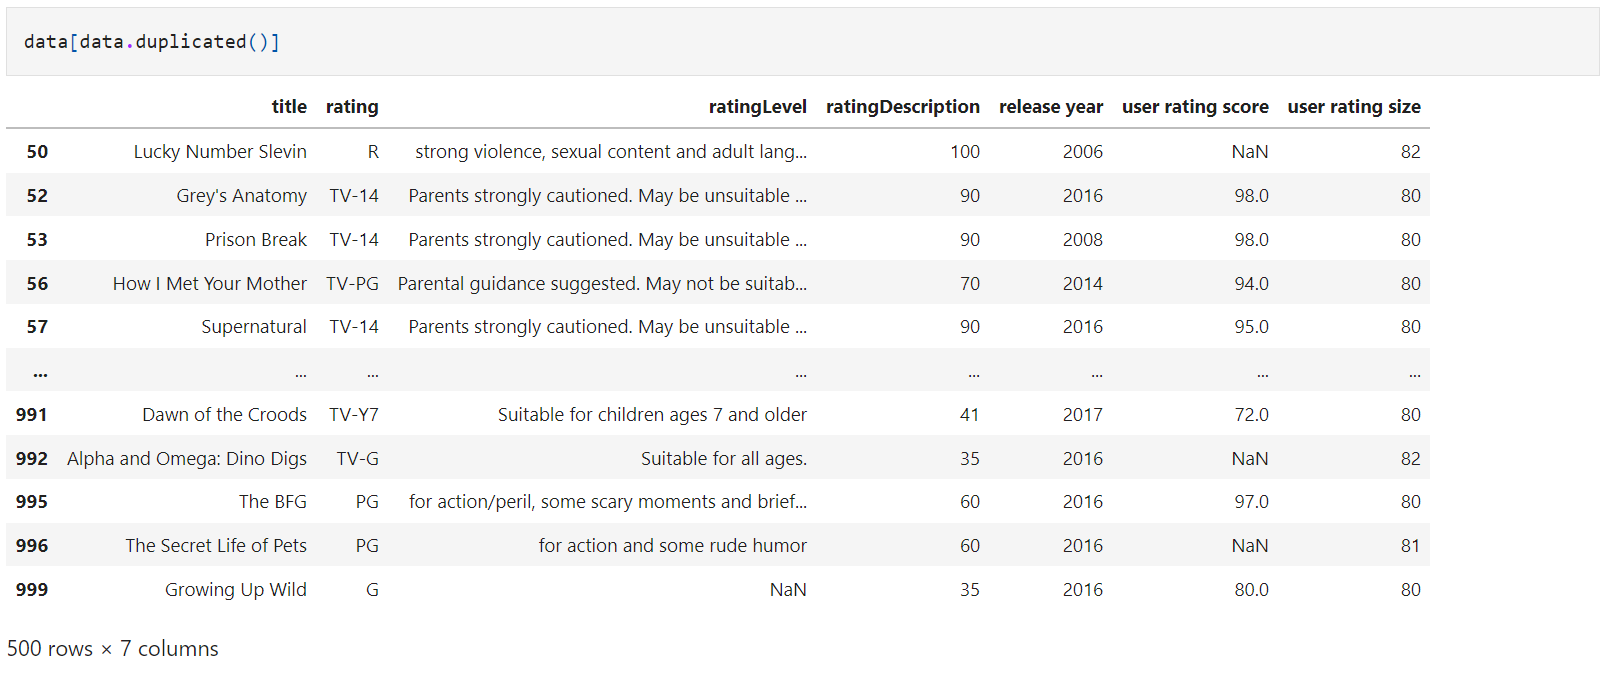 data[data.duplicated()]
title rating ratingLevel ratingDescription release year user rating score user rating size
50 Lucky Number Slevin R strong violence, sexual content and adult lang... 100 2006 NaN 82
52 Grey's Anatomy TV-14 Parents strongly cautioned. May be unsuitable ... 90 2016 98.0 80
53 Prison Break TV-14 Parents strongly cautioned. May be unsuitable ... 90 2008 98.0 80
56 How I Met Your Mother TV-PG Parental guidance suggested. May not be suitab... 70 2014 94.0 80
57 Supernatural TV-14 Parents strongly cautioned. May be unsuitable ... 90 2016 95.0 80
... ... ... ... ... ... ... ...
991 Dawn of the Croods TV-Y7 Suitable for children ages 7 and older 41 2017 72.0 80
992 Alpha and Omega: Dino Digs TV-G Suitable for all ages. 35 2016 NaN 82
995 The BFG PG for action/peril, some scary moments and brief... 60 2016 97.0 80
996 The Secret Life of Pets PG for action and some rude humor 60 2016 NaN 81
999 Growing Up Wild G NaN 35 2016 80.0 80
500 rows × 7 columns